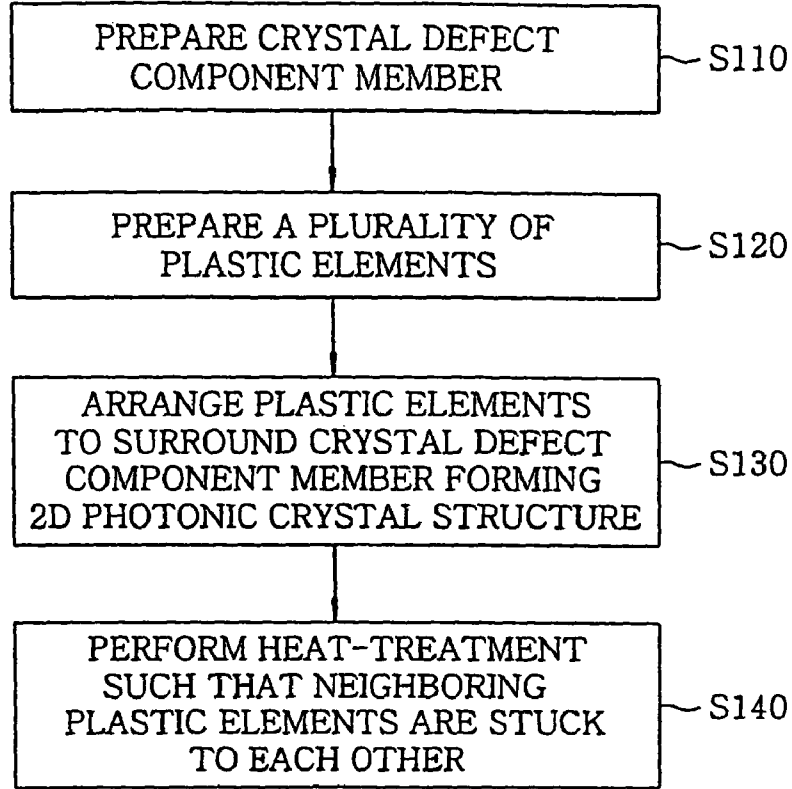 PREPARE CRYSTAL DEFECT
COMPONENT MEMBER
S110
PREPARE A PLURALITY OF
PLASTIC ELEMENTS
S120
ARRANGE PLASTIC ELEMENTS
TO SURROUND CRYSTAL DEFECT
COMPONENT MEMBER FORMING
2D PHOTONIC CRYSTAL STRUCTURE
S130
PERFORM HEAT-TREATMENT
SUCH THAT NEIGHBORING
PLASTIC ELEMENTS ARE STUCK
TO EACH OTHER
S140